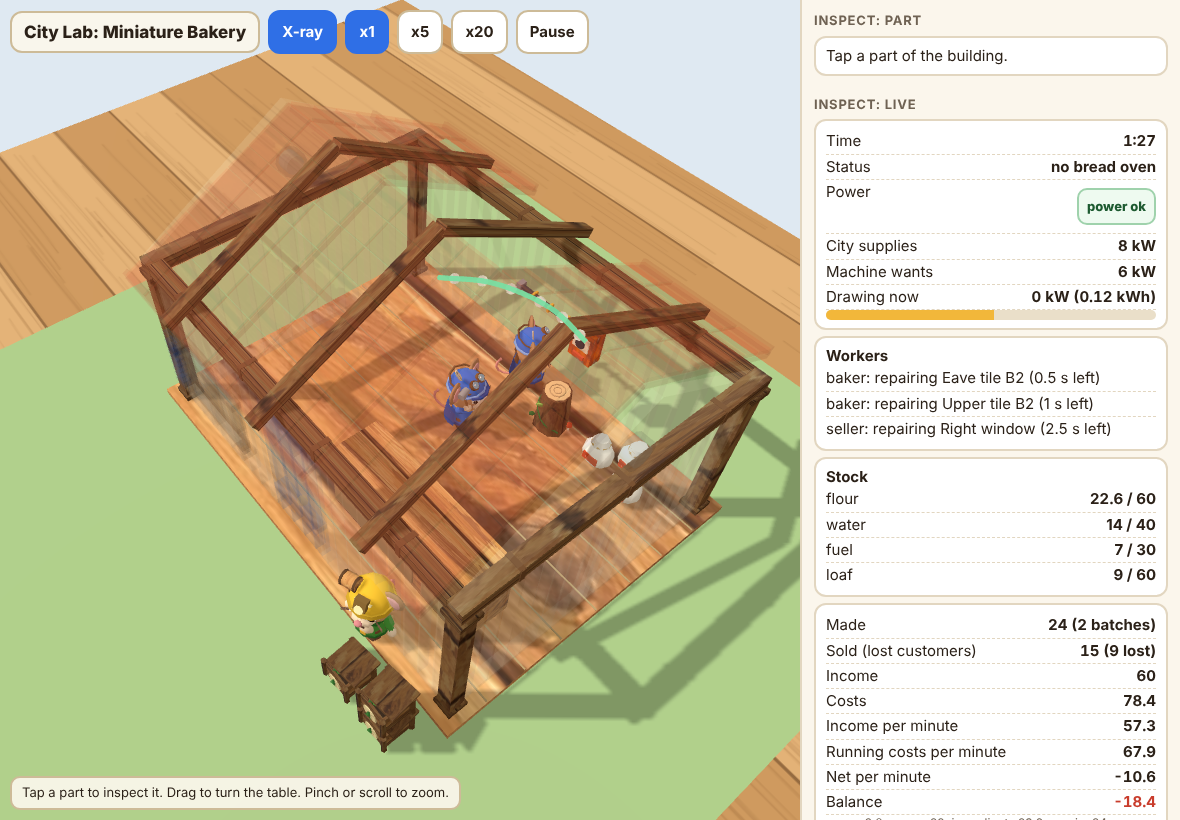 City Lab: Miniature Bakery
X-ray
x1
x5
x20
Pause
INSPECT: PART
Tap a part of the building.
INSPECT: LIVE
Time 1:27
Status no bread oven
Power power ok
City supplies 8 kW
Machine wants 6 kW
Drawing now 0 kW (0.12 kWh)
Workers
baker: repairing Eave tile B2 (0.5 s left)
baker: repairing Upper tile B2 (1 s left)
seller: repairing Right window (2.5 s left)
Stock
flour 22.6 / 60
water 14 / 40
fuel 7 / 30
loaf 9 / 60
Made 24 (2 batches)
Sold (lost customers) 15 (9 lost)
Income 60
Costs 78.4
Income per minute 57.3
Running costs per minute 67.9
Net per minute -10.6
Balance -18.4
Tap a part to inspect it. Drag to turn the table. Pinch or scroll to zoom.